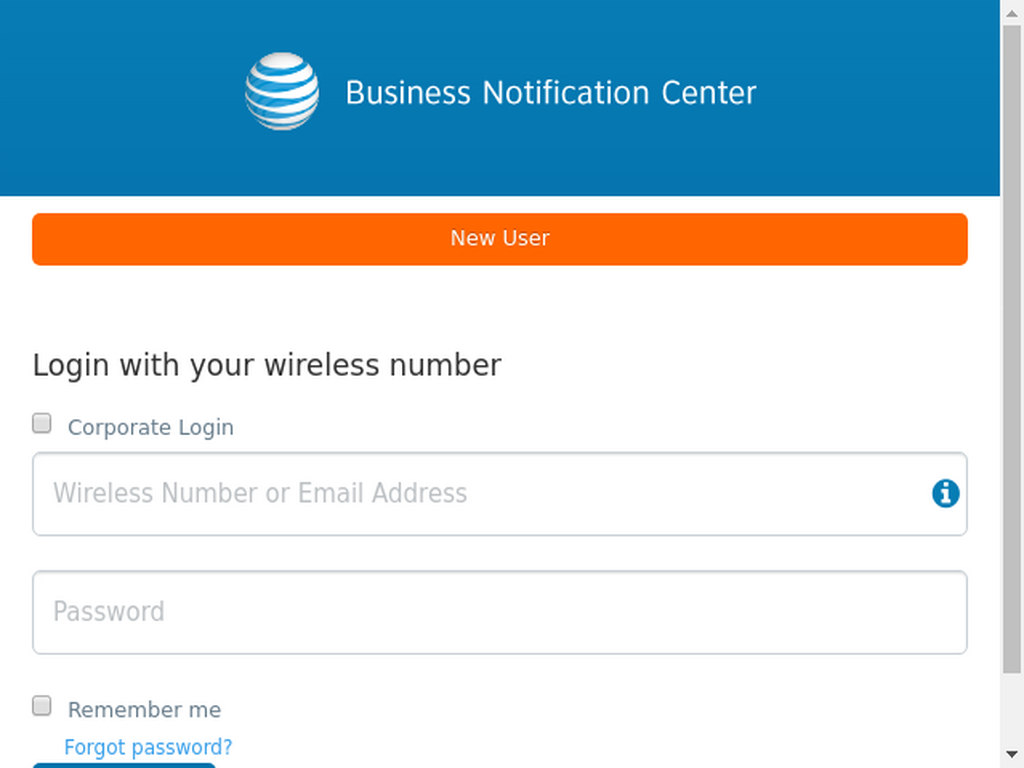 Business Notification Center
New User
Login with your wireless number
Corporate Login
Wireless Number or Email Address
Password
Remember me
Forgot password?